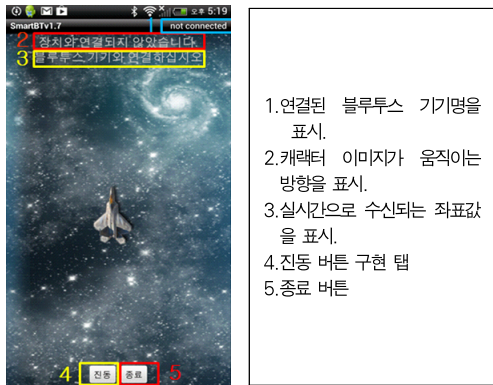 오후 5:19
SmartBTv1.7 not connected
2 장치와 연결되지 않았습니다.
3 블루투스 기기와 연결하십시오
4 진동 종료 5
1.연결된 블루투스 기기명을
표시.
2.캐랙터 이미지가 움직이는
방향을 표시.
3.실시간으로 수신되는 좌표값
을 표시.
4.진동 버튼 구현 탭
5.종료 버튼